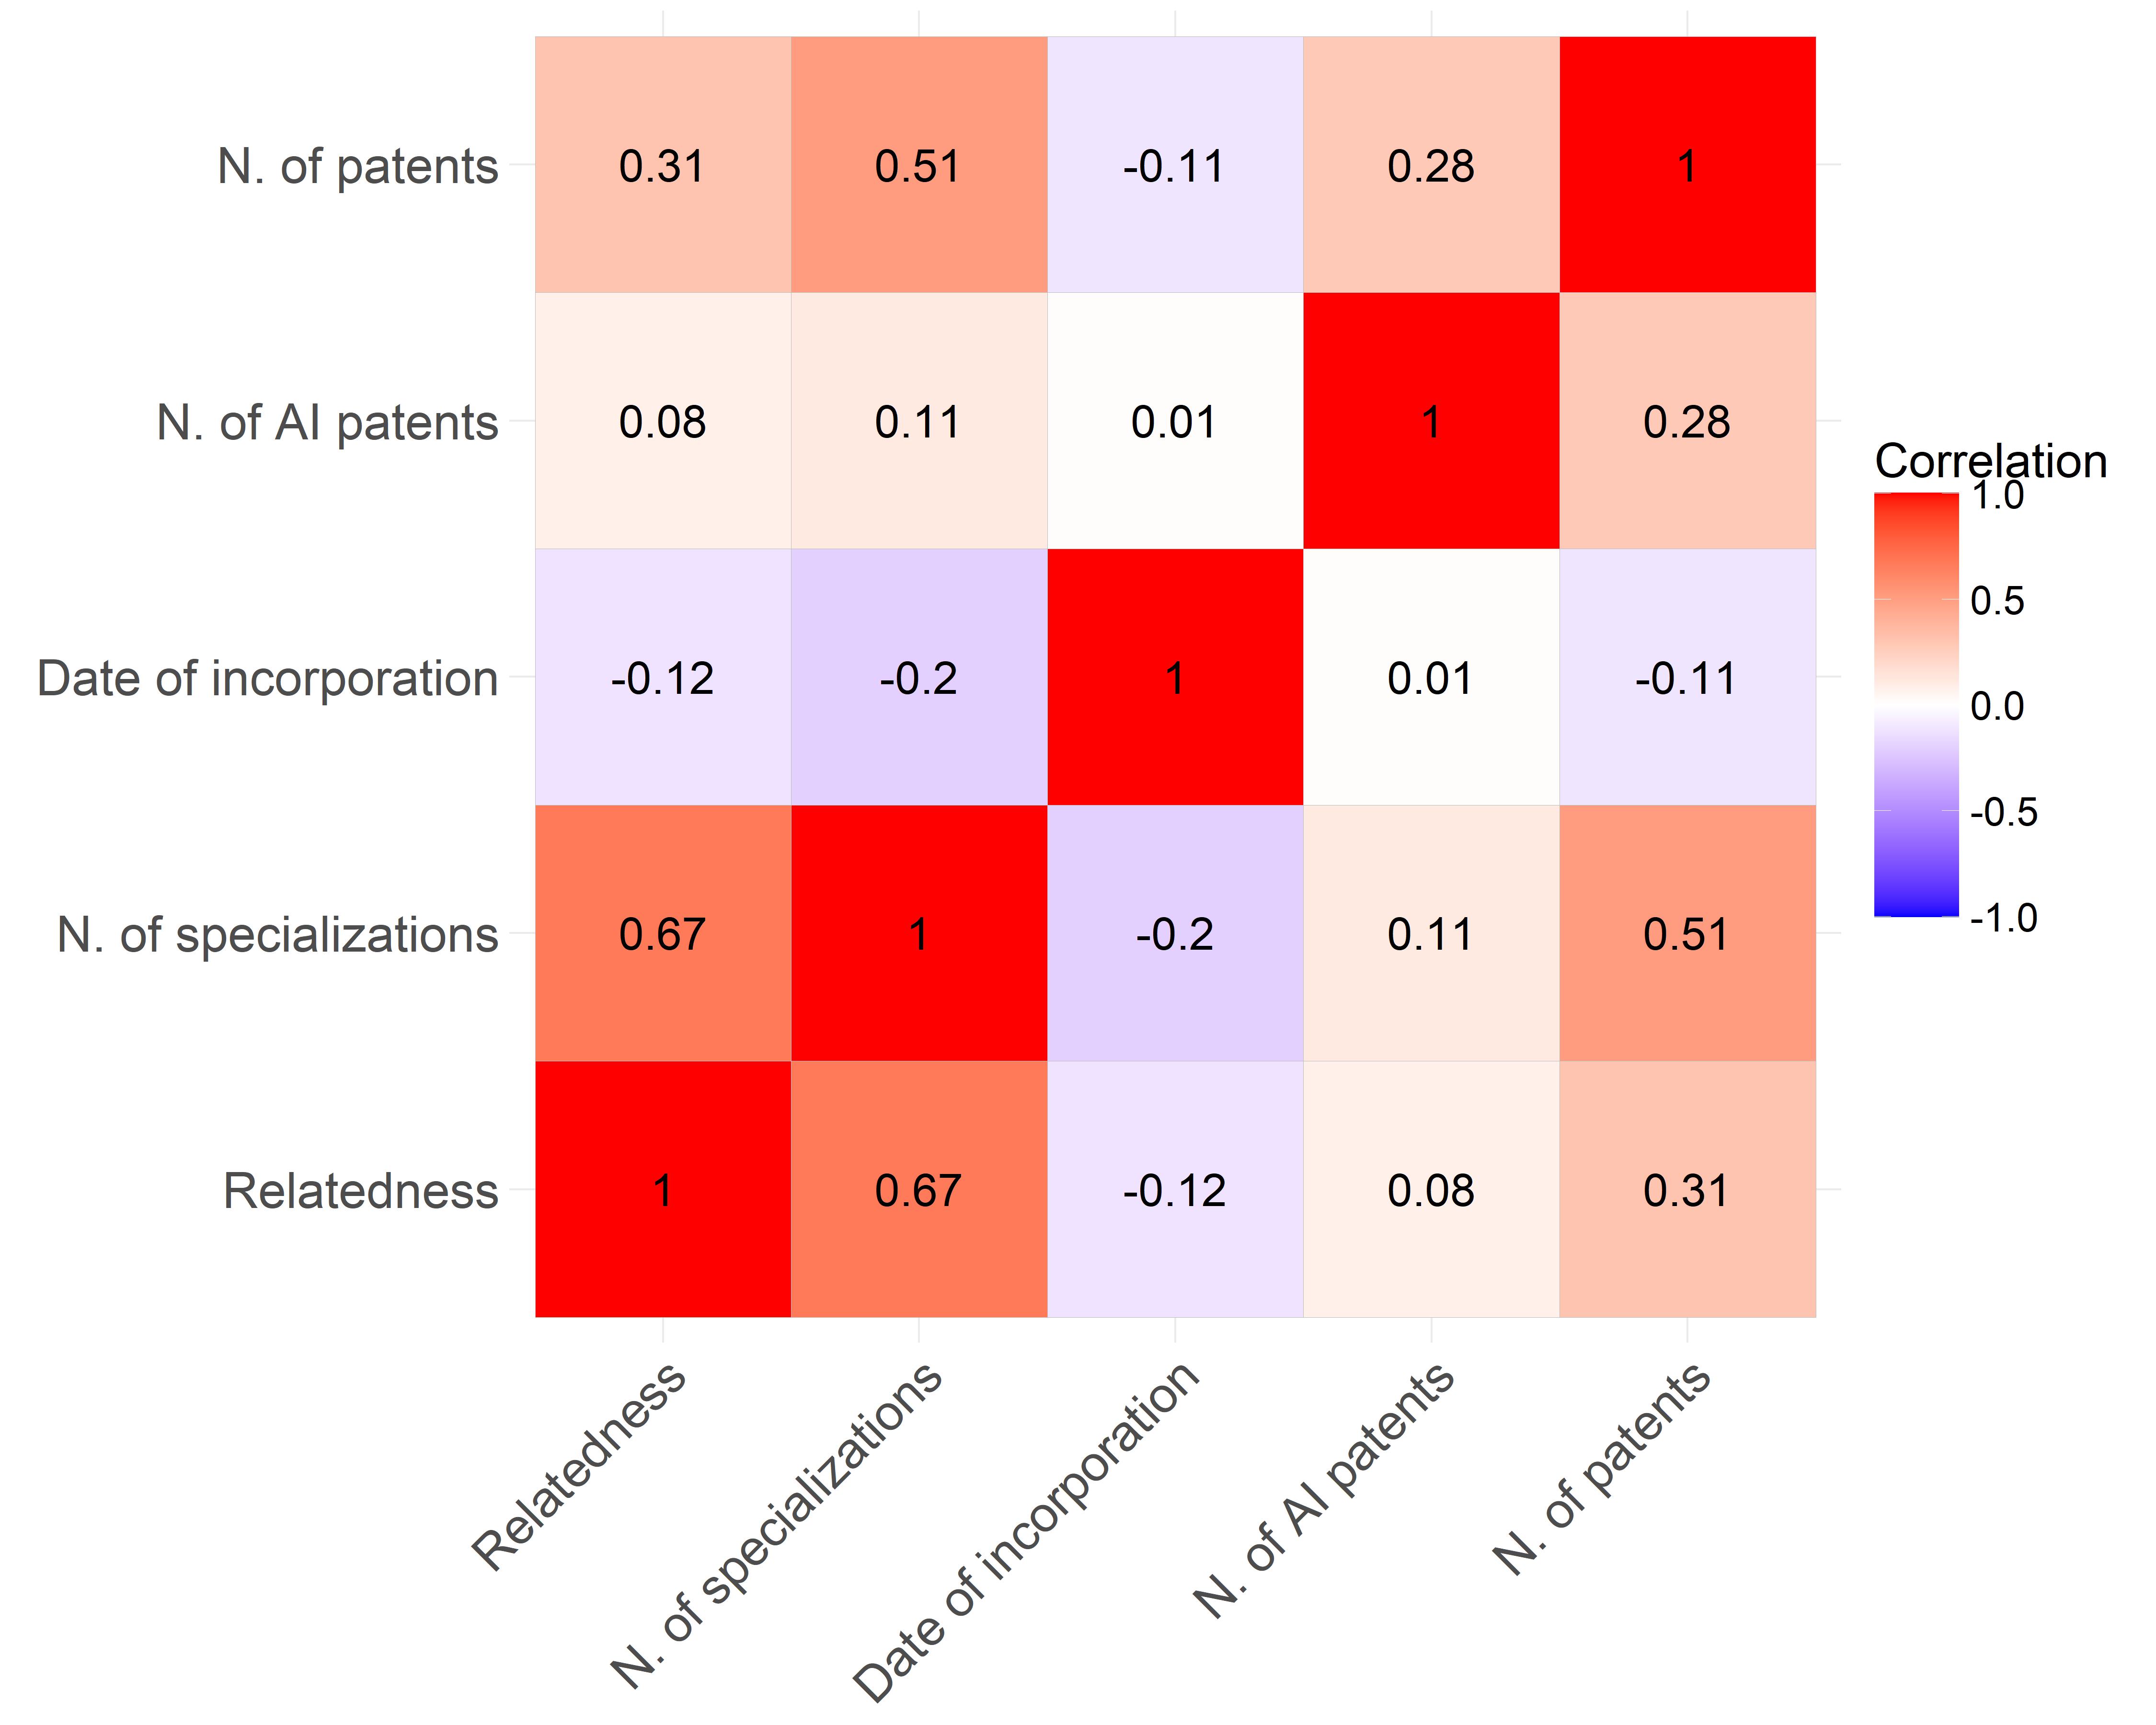 N. of patents
0.31 0.51 -0.11 0.28 1
N. of AI patents
0.08 0.11 0.01 1 0.28
Date of incorporation
-0.12 -0.2 1 0.01 -0.11
N. of specializations
0.67 1 -0.2 0.11 0.51
Relatedness
1 0.67 -0.12 0.08 0.31
Relatedness
N. of specializations
Date of incorporation
N. of AI patents
N. of patents
Correlation
1.0
0.5
0.0
-0.5
-1.0